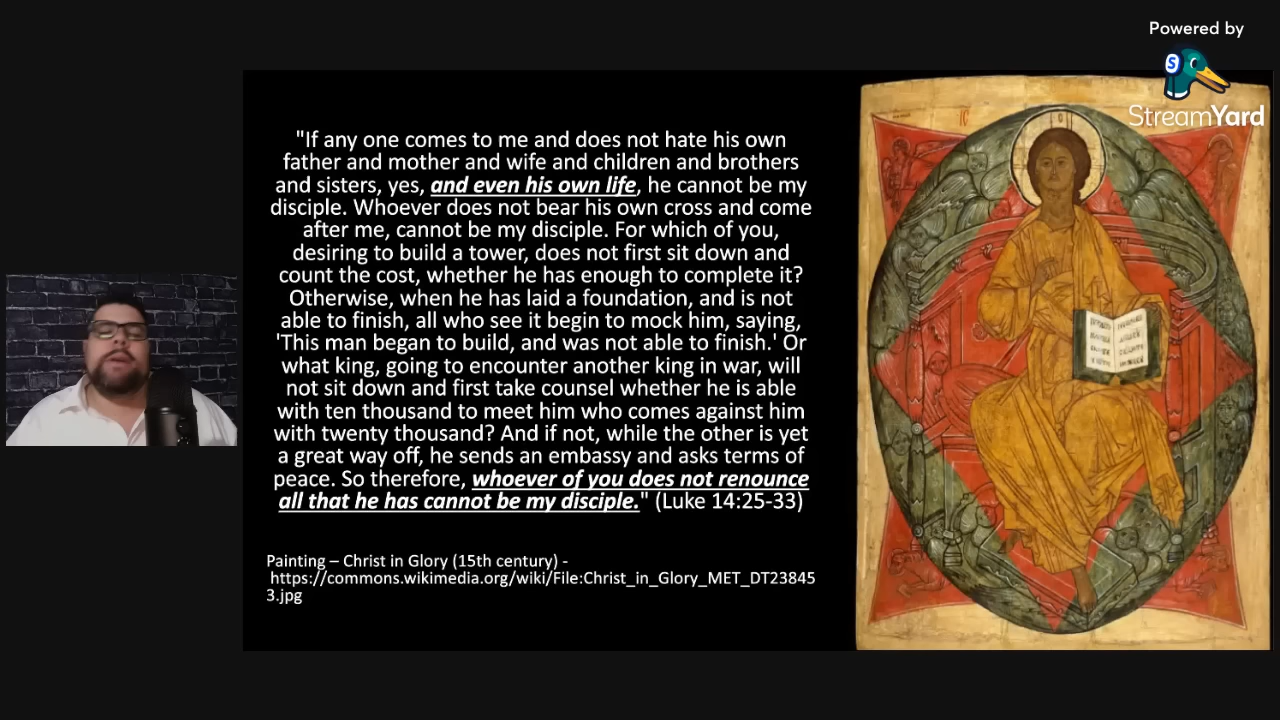 Powered by
StreamYard
"If any one comes to me and does not hate his own
father and mother and wife and children and brothers
and sisters, yes, and even his own life, he cannot be my
disciple. Whoever does not bear his own cross and come
after me, cannot be my disciple. For which of you,
desiring to build a tower, does not first sit down and
count the cost, whether he has enough to complete it?
Otherwise, when he has laid a foundation, and is not
able to finish, all who see it begin to mock him, saying,
'This man began to build, and was not able to finish.' Or
what king, going to encounter another king in war, will
not sit down and first take counsel whether he is able
with ten thousand to meet him who comes against him
with twenty thousand? And if not, while the other is yet
a great way off, he sends an embassy and asks terms of
peace. So therefore, whoever of you does not renounce
all that he has cannot be my disciple." (Luke 14:25-33)
Painting – Christ in Glory (15th century) -
https://commons.wikimedia.org/wiki/File:Christ_in_Glory_MET_DT23845
3.jpg